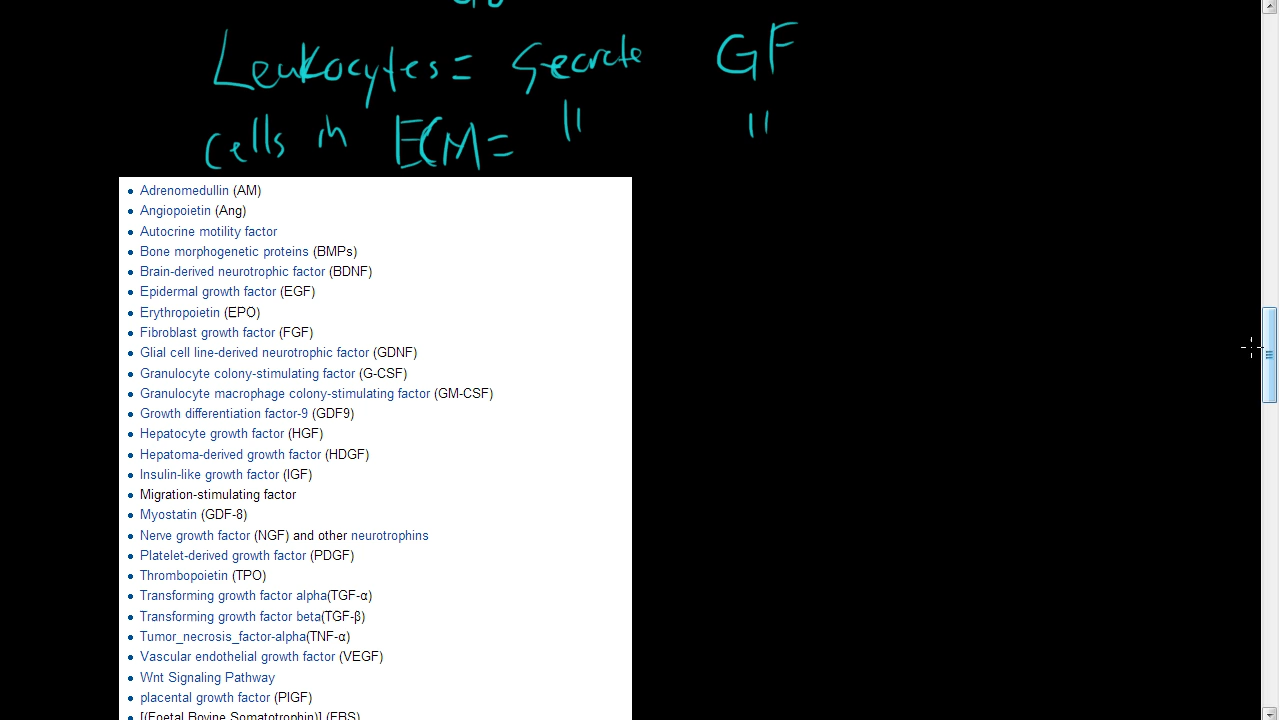 Leukocytes = Secrete GF
cells in ECM = " "
• Adrenomedullin (AM)
• Angiopoietin (Ang)
• Autocrine motility factor
• Bone morphogenetic proteins (BMPs)
• Brain-derived neurotrophic factor (BDNF)
• Epidermal growth factor (EGF)
• Erythropoietin (EPO)
• Fibroblast growth factor (FGF)
• Glial cell line-derived neurotrophic factor (GDNF)
• Granulocyte colony-stimulating factor (G-CSF)
• Granulocyte macrophage colony-stimulating factor (GM-CSF)
• Growth differentiation factor-9 (GDF9)
• Hepatocyte growth factor (HGF)
• Hepatoma-derived growth factor (HDGF)
• Insulin-like growth factor (IGF)
• Migration-stimulating factor
• Myostatin (GDF-8)
• Nerve growth factor (NGF) and other neurotrophins
• Platelet-derived growth factor (PDGF)
• Thrombopoietin (TPO)
• Transforming growth factor alpha(TGF-α)
• Transforming growth factor beta(TGF-β)
• Tumor_necrosis_factor-alpha(TNF-α)
• Vascular endothelial growth factor (VEGF)
• Wnt Signaling Pathway
• placental growth factor (PlGF)
• [(Foetal Bovine Somatotrophin)] (FBS)